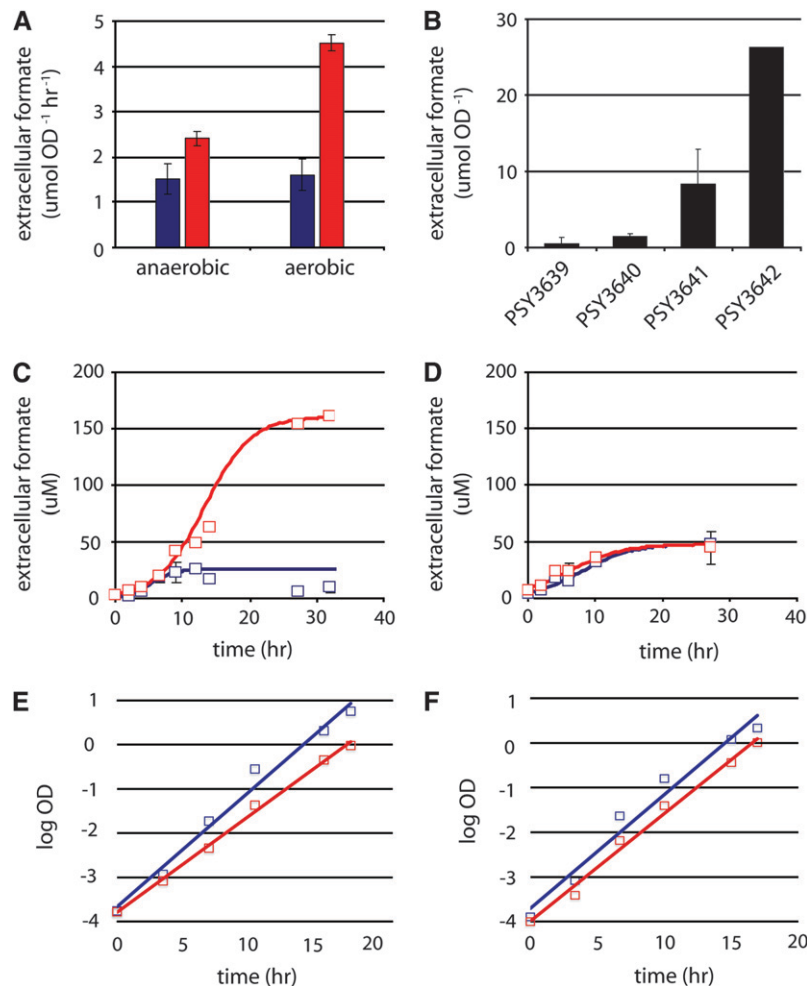 A
extracellular formate
(umol OD ⁻¹ hr⁻¹)
5
4
3
2
1
0
anaerobic
aerobic
B
extracellular formate
(umol OD ⁻¹)
30
20
10
0
PSY3639
PSY3640
PSY3641
PSY3642
C
extracellular formate
(uM)
200
150
100
50
0
0 10 20 30 40
time (hr)
D
extracellular formate
(uM)
200
150
100
50
0
0 10 20 30 40
time (hr)
E
log OD
1
0
-1
-2
-3
-4
0 5 10 15 20
time (hr)
F
log OD
1
0
-1
-2
-3
-4
0 5 10 15 20
time (hr)